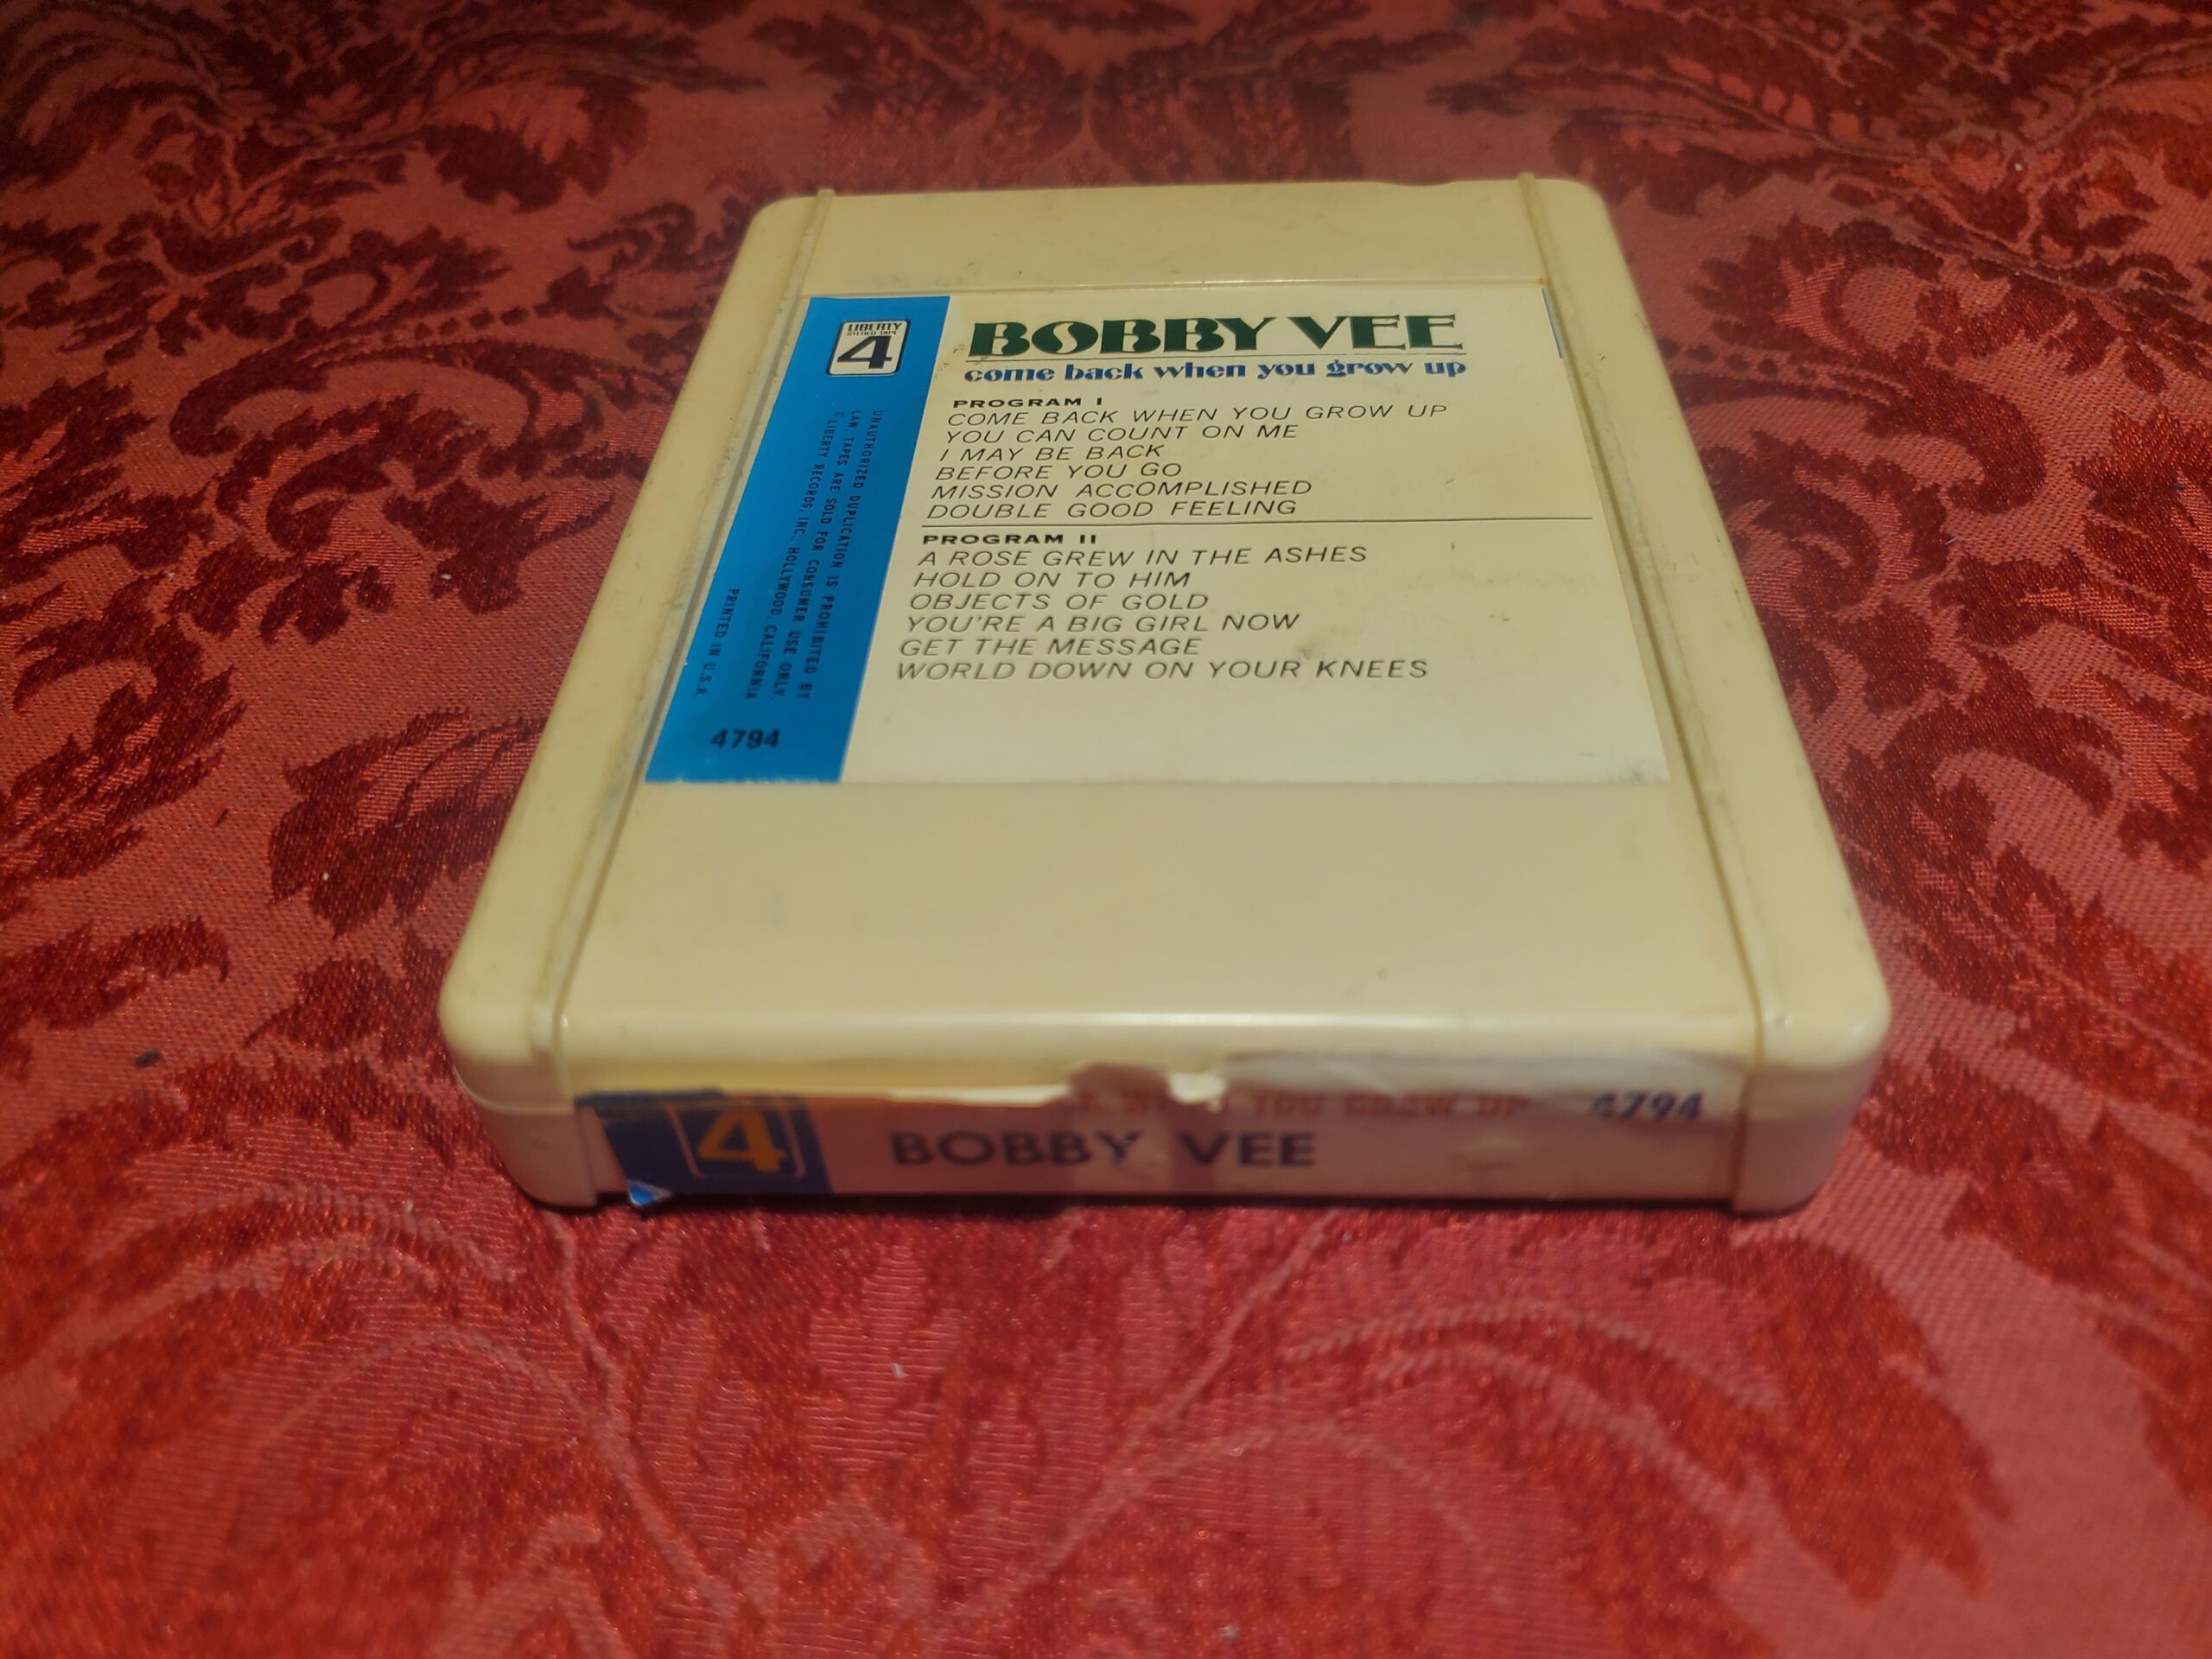 LIBERTY
STEREO-TAPE
4
BOBBY VEE
come back when you grow up
PROGRAM I
COME BACK WHEN YOU GROW UP
YOU CAN COUNT ON ME
I MAY BE BACK
BEFORE YOU GO
MISSION ACCOMPLISHED
DOUBLE GOOD FEELING
PROGRAM II
A ROSE GREW IN THE ASHES
HOLD ON TO HIM
OBJECTS OF GOLD
YOU'RE A BIG GIRL NOW
GET THE MESSAGE
WORLD DOWN ON YOUR KNEES
UNAUTHORIZED DUPLICATION IS PROHIBITED BY
LAW. TAPES ARE SOLD FOR CONSUMER USE ONLY.
© LIBERTY RECORDS, INC., HOLLYWOOD, CALIFORNIA
PRINTED IN U.S.A.
4794
4
YOU GROW UP
4794
BOBBY VEE